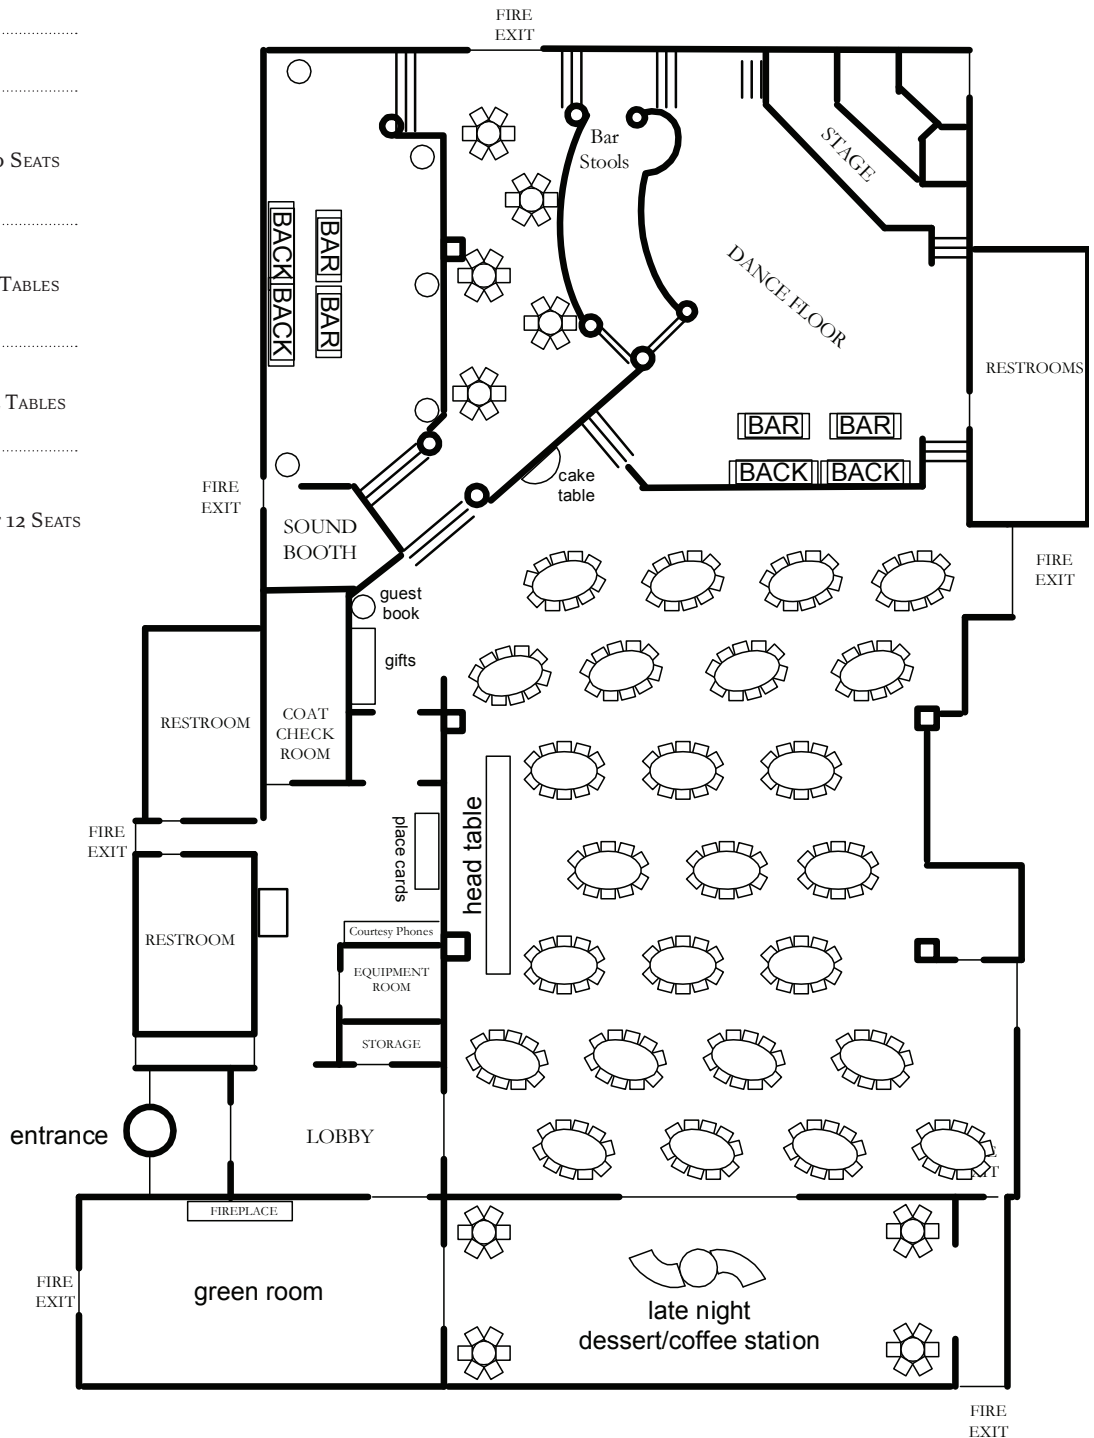 FIRE
EXIT
SEATS
TABLES
TABLES
12 SEATS
Bar
Stools
STAGE
BACK
BAR
BACK
BAR
DANCE FLOOR
RESTROOMS
BAR
BAR
BACK
BACK
cake
table
FIRE
EXIT
SOUND
BOOTH
FIRE
EXIT
guest
book
gifts
RESTROOM
COAT
CHECK
ROOM
FIRE
EXIT
place cards
head table
RESTROOM
Courtesy Phones
EQUIPMENT
ROOM
STORAGE
entrance
LOBBY
FIREPLACE
FIRE
EXIT
green room
late night
dessert/coffee station
FIRE
EXIT